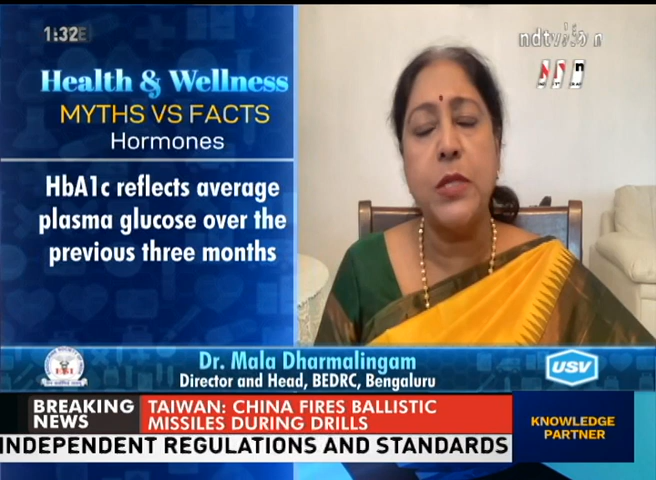 Health & Wellness
MYTHS VS FACTS
Hormones
HbA1c reflects average
plasma glucose over the
previous three months
Dr. Mala Dharmalingam
Director and Head, BEDRC, Bengaluru
USV
BREAKING
NEWS
TAIWAN: CHINA FIRES BALLISTIC
MISSILES DURING DRILLS
KNOWLEDGE
PARTNER
INDEPENDENT REGULATIONS AND STANDARDS